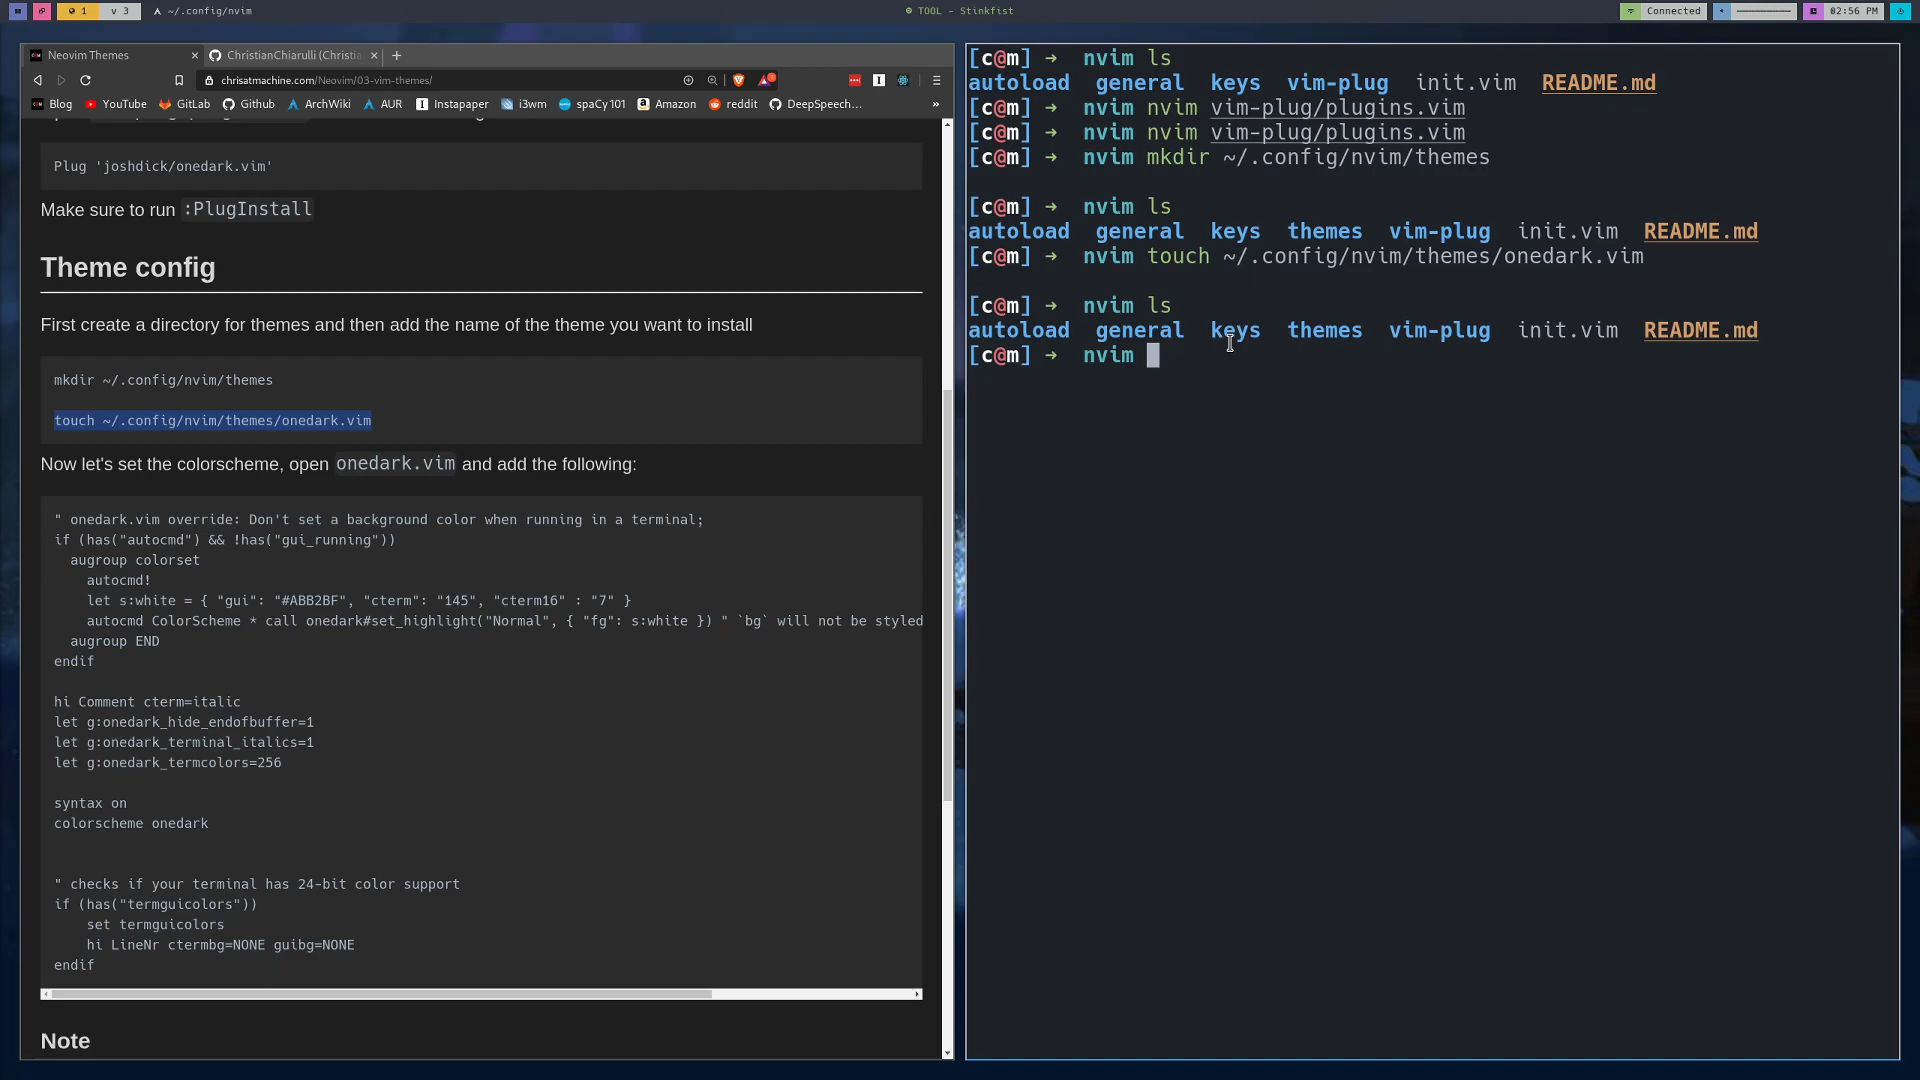 1
v 3
~/.config/nvim
TOOL - Stinkfist
Connected
02:56 PM
Neovim Themes
ChristianChiarulli (Christia
chrisatmachine.com/Neovim/03-vim-themes/
Blog YouTube GitLab Github ArchWiki AUR Instapaper i3wm spaCy 101 Amazon reddit DeepSpeech...
Plug 'joshdick/onedark.vim'
Make sure to run :PlugInstall
Theme config
First create a directory for themes and then add the name of the theme you want to install
mkdir ~/.config/nvim/themes
touch ~/.config/nvim/themes/onedark.vim
Now let's set the colorscheme, open onedark.vim and add the following:
" onedark.vim override: Don't set a background color when running in a terminal;
if (has("autocmd") && !has("gui_running"))
  augroup colorset
    autocmd!
    let s:white = { "gui": "#ABB2BF", "cterm": "145", "cterm16" : "7" }
    autocmd ColorScheme * call onedark#set_highlight("Normal", { "fg": s:white }) " `bg` will not be styled
  augroup END
endif
hi Comment cterm=italic
let g:onedark_hide_endofbuffer=1
let g:onedark_terminal_italics=1
let g:onedark_termcolors=256
syntax on
colorscheme onedark
" checks if your terminal has 24-bit color support
if (has("termguicolors"))
    set termguicolors
    hi LineNr ctermbg=NONE guibg=NONE
endif
Note
[c@m] → nvim ls
autoload general keys vim-plug init.vim README.md
[c@m] → nvim nvim vim-plug/plugins.vim
[c@m] → nvim nvim vim-plug/plugins.vim
[c@m] → nvim mkdir ~/.config/nvim/themes
[c@m] → nvim ls
autoload general keys themes vim-plug init.vim README.md
[c@m] → nvim touch ~/.config/nvim/themes/onedark.vim
[c@m] → nvim ls
autoload general keys themes vim-plug init.vim README.md
[c@m] → nvim